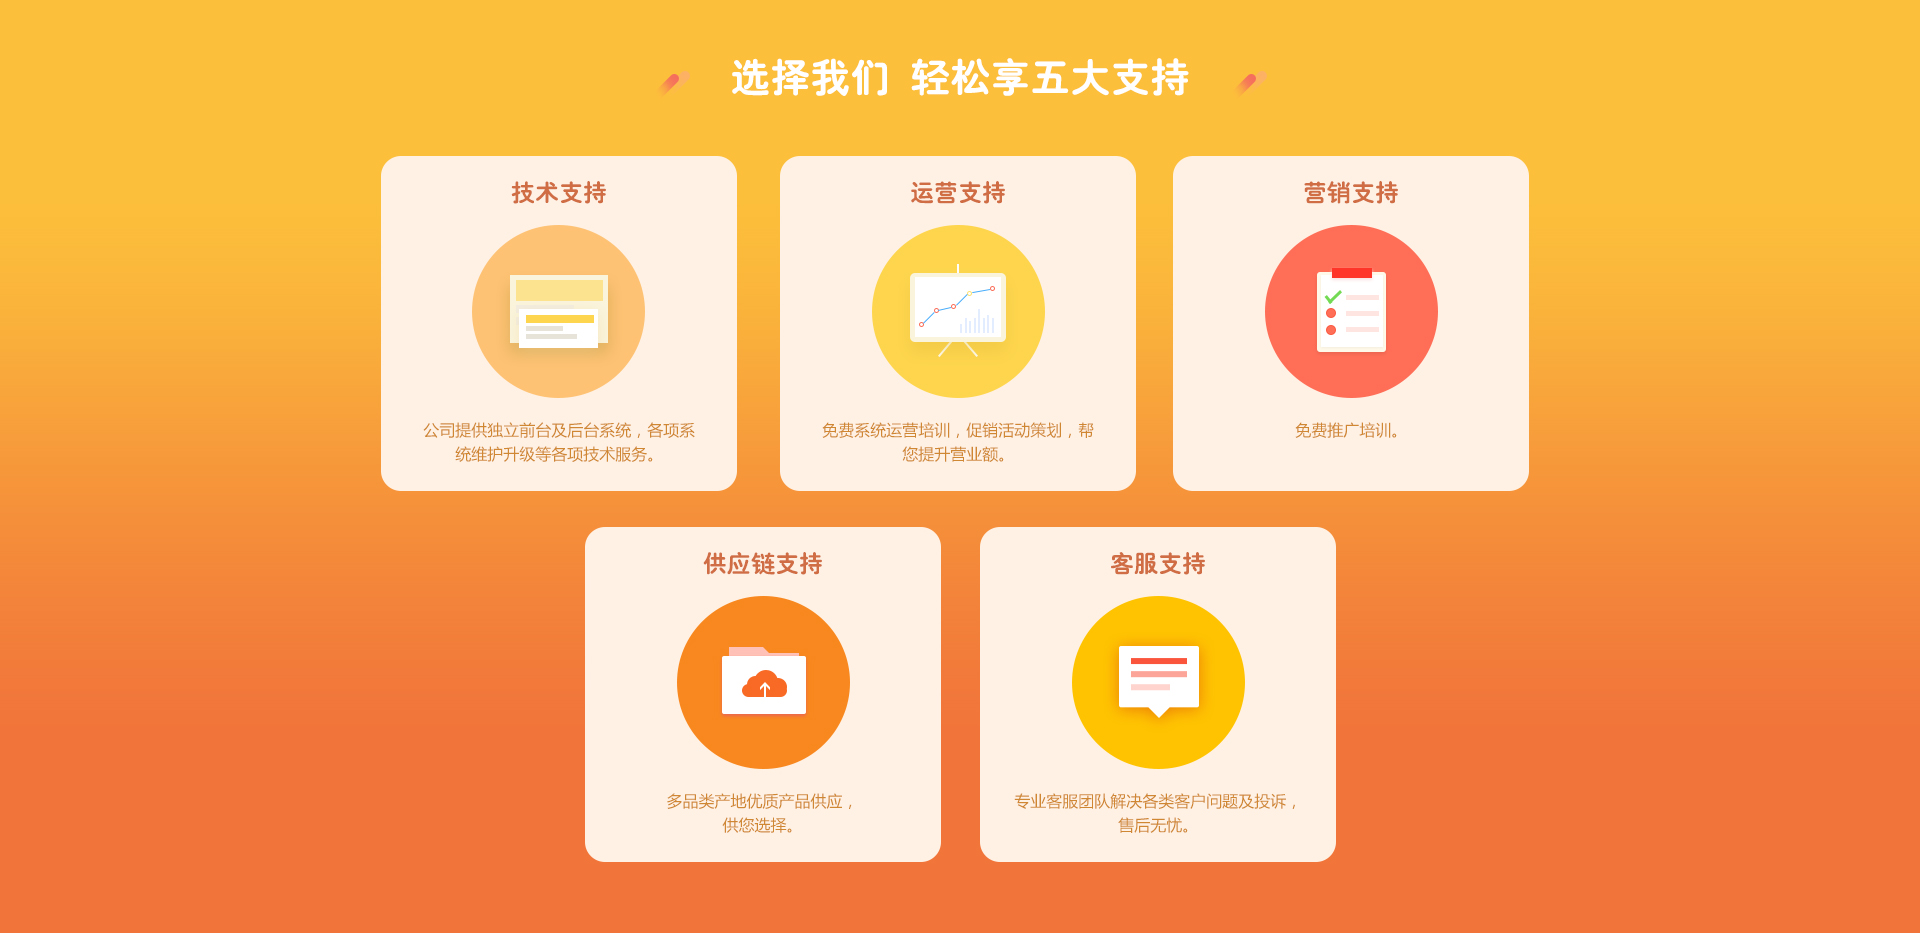 选择我们 轻松享五大支持
技术支持
公司提供独立前台及后台系统，各项系
统维护升级等各项技术服务。
运营支持
免费系统运营培训，促销活动策划，帮
您提升营业额。
营销支持
免费推广培训。
供应链支持
多品类产地优质产品供应，
供您选择。
客服支持
专业客服团队解决各类客户问题及投诉，
售后无忧。